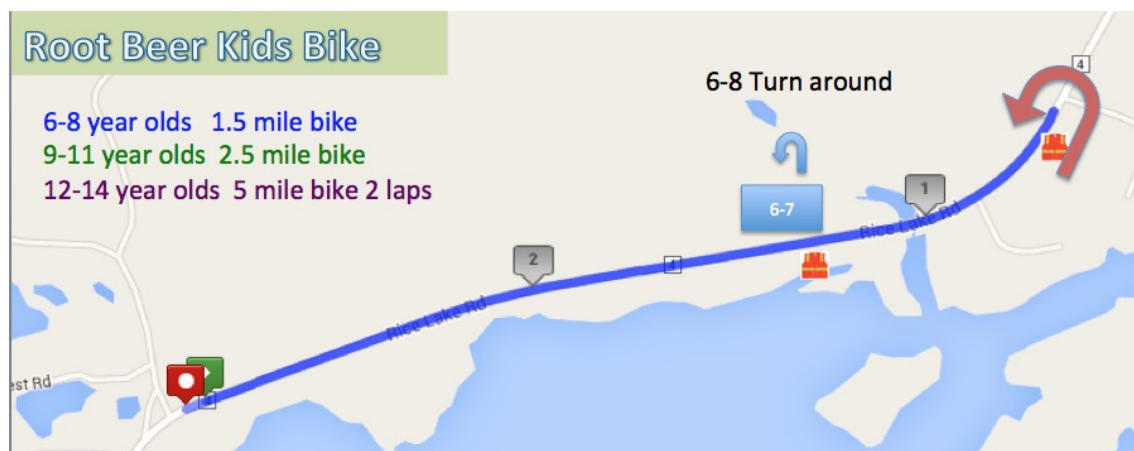 Root Beer Kids Bike
6-8 Turn around
4
6-8 year olds 1.5 mile bike
9-11 year olds 2.5 mile bike
12-14 year olds 5 mile bike 2 laps
6-7
1
Rice Lake Rd
2
4
Rice Lake Rd
est Rd
4